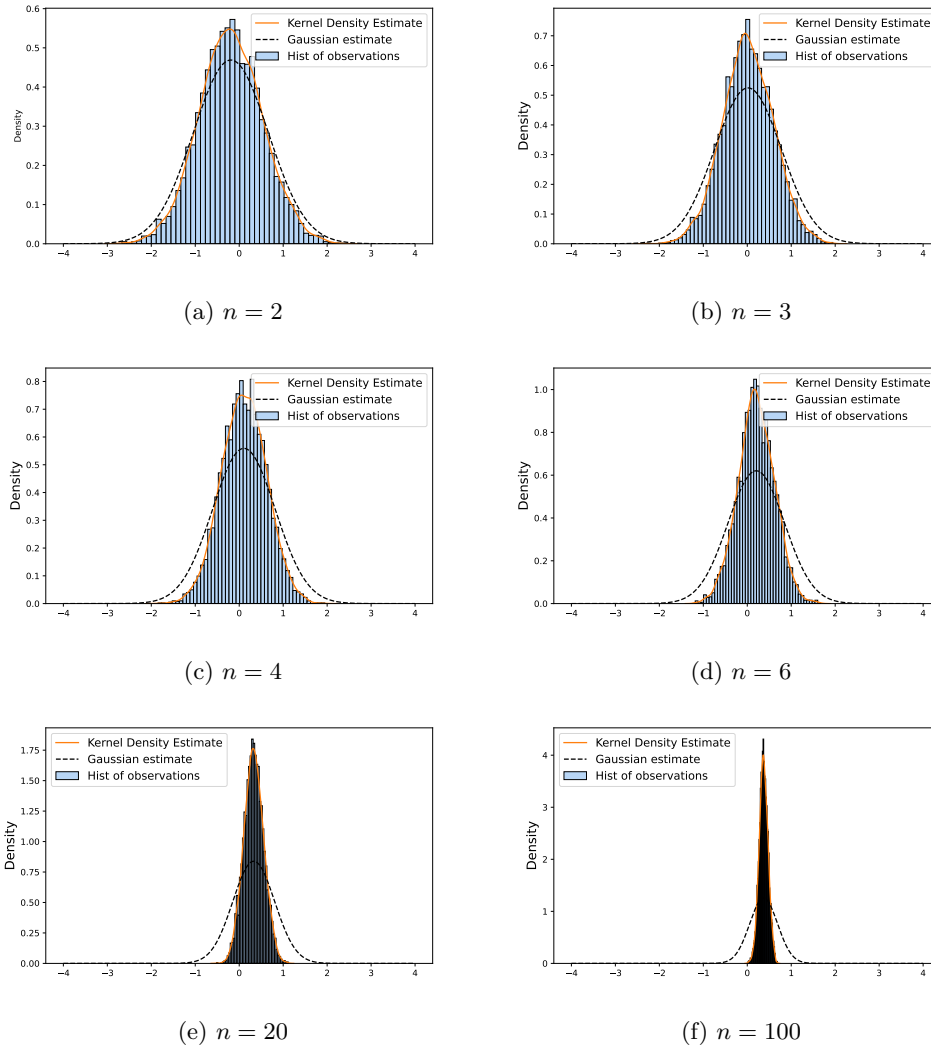 0.6
0.5
0.4
0.3
0.2
0.1
0.0
Density
Kernel Density Estimate
Gaussian estimate
Hist of observations
−4 −3 −2 −1 0 1 2 3 4
(a) n = 2
0.7
0.6
0.5
0.4
0.3
0.2
0.1
0.0
Density
Kernel Density Estimate
Gaussian estimate
Hist of observations
−4 −3 −2 −1 0 1 2 3 4
(b) n = 3
0.8
0.7
0.6
0.5
0.4
0.3
0.2
0.1
0.0
Density
Kernel Density Estimate
Gaussian estimate
Hist of observations
−4 −3 −2 −1 0 1 2 3 4
(c) n = 4
1.0
0.8
0.6
0.4
0.2
0.0
Density
Kernel Density Estimate
Gaussian estimate
Hist of observations
−4 −3 −2 −1 0 1 2 3 4
(d) n = 6
1.75
1.50
1.25
1.00
0.75
0.50
0.25
0.00
Density
Kernel Density Estimate
Gaussian estimate
Hist of observations
−4 −3 −2 −1 0 1 2 3 4
(e) n = 20
4
3
2
1
0
Density
Kernel Density Estimate
Gaussian estimate
Hist of observations
−4 −3 −2 −1 0 1 2 3 4
(f) n = 100